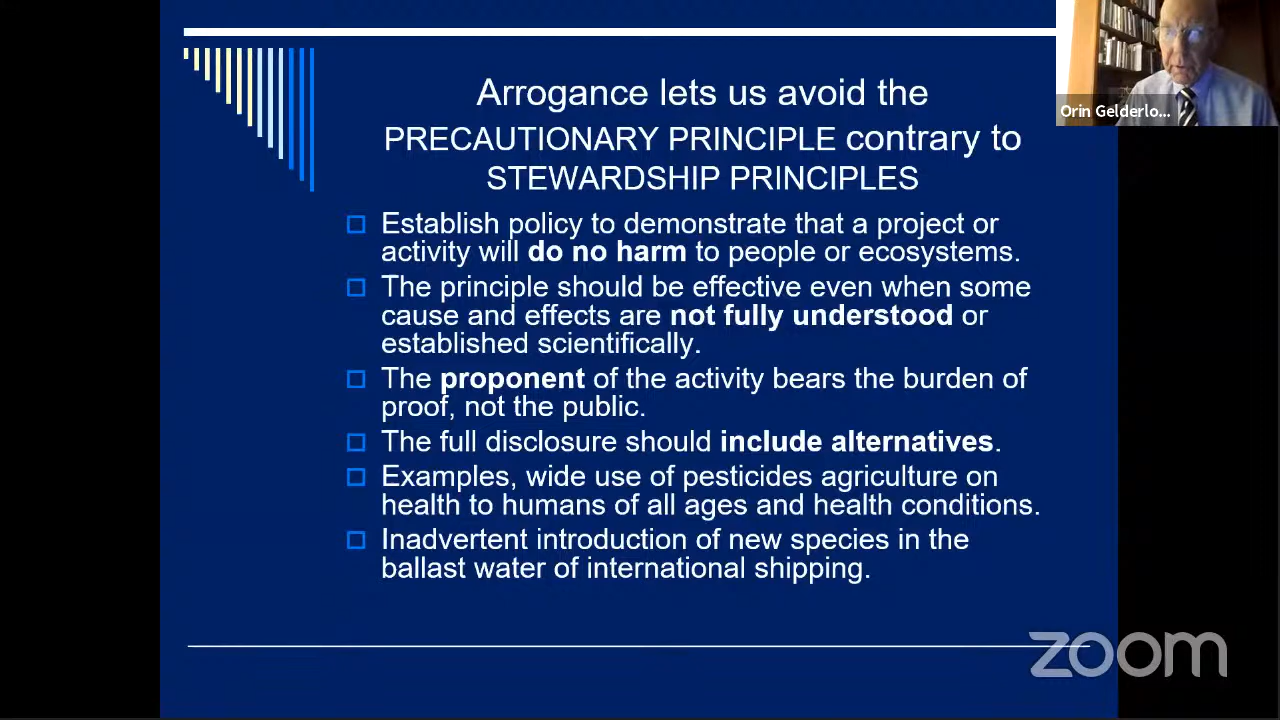 Arrogance lets us avoid the
PRECAUTIONARY PRINCIPLE contrary to
STEWARDSHIP PRINCIPLES
Orin Gelderlo...
Establish policy to demonstrate that a project or
activity will do no harm to people or ecosystems.
The principle should be effective even when some
cause and effects are not fully understood or
established scientifically.
The proponent of the activity bears the burden of
proof, not the public.
The full disclosure should include alternatives.
Examples, wide use of pesticides agriculture on
health to humans of all ages and health conditions.
Inadvertent introduction of new species in the
ballast water of international shipping.
zoom